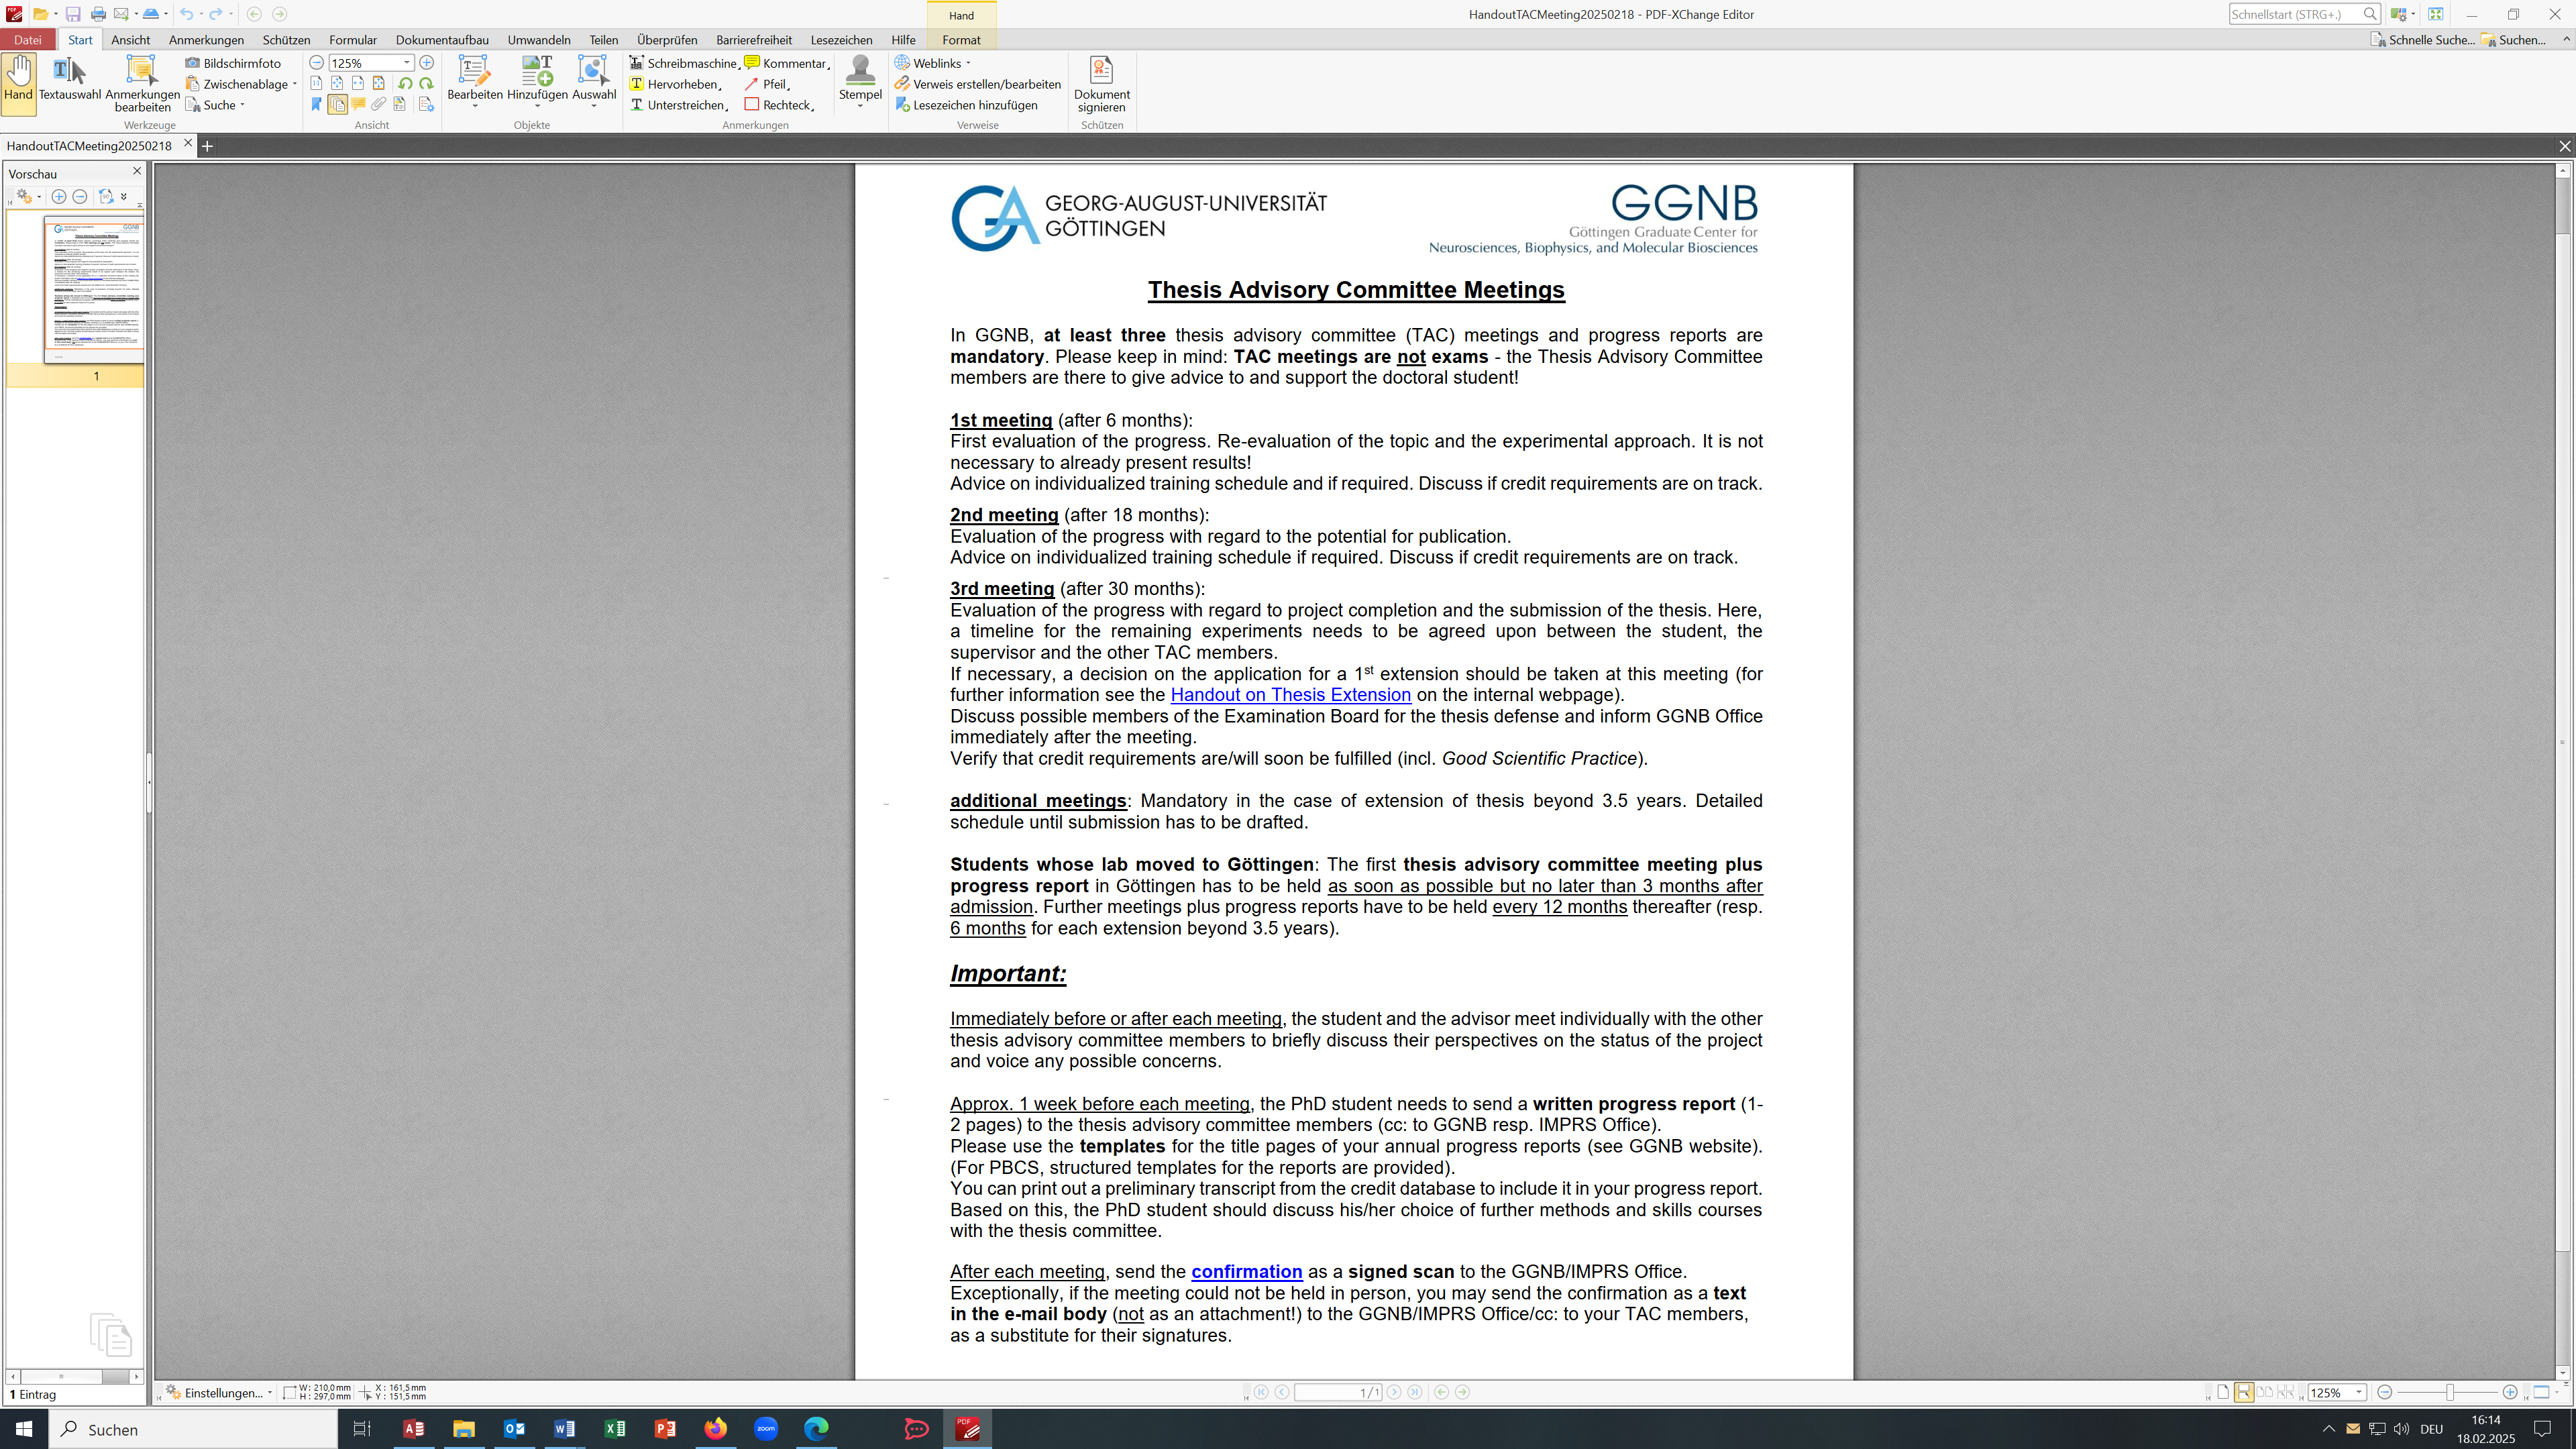 HandoutTACMeeting20250218 - PDF-XChange Editor
Hand
Schnellstart (STRG+.)
Datei Start Ansicht Anmerkungen Schützen Formular Dokumentaufbau Umwandeln Teilen Überprüfen Barrierefreiheit Lesezeichen Hilfe Format
Schnelle Suche... Suchen...
Hand
Textauswahl
Anmerkungen bearbeiten
Bildschirmfoto
Zwischenablage
Suche
Werkzeuge
125%
Ansicht
Bearbeiten
Hinzufügen
Auswahl
Objekte
Schreibmaschine
Hervorheben
Unterstreichen
Kommentar
Pfeil
Rechteck
Stempel
Anmerkungen
Weblinks
Verweis erstellen/bearbeiten
Lesezeichen hinzufügen
Verweise
Dokument signieren
Schützen
HandoutTACMeeting20250218
Vorschau
1
1 Eintrag
GEORG-AUGUST-UNIVERSITÄT
GÖTTINGEN
GGNB
Göttingen Graduate Center for
Neurosciences, Biophysics, and Molecular Biosciences
Thesis Advisory Committee Meetings
In GGNB, at least three thesis advisory committee (TAC) meetings and progress reports are
mandatory. Please keep in mind: TAC meetings are not exams - the Thesis Advisory Committee
members are there to give advice to and support the doctoral student!
1st meeting (after 6 months):
First evaluation of the progress. Re-evaluation of the topic and the experimental approach. It is not
necessary to already present results!
Advice on individualized training schedule and if required. Discuss if credit requirements are on track.
2nd meeting (after 18 months):
Evaluation of the progress with regard to the potential for publication.
Advice on individualized training schedule if required. Discuss if credit requirements are on track.
3rd meeting (after 30 months):
Evaluation of the progress with regard to project completion and the submission of the thesis. Here,
a timeline for the remaining experiments needs to be agreed upon between the student, the
supervisor and the other TAC members.
If necessary, a decision on the application for a 1st extension should be taken at this meeting (for
further information see the Handout on Thesis Extension on the internal webpage).
Discuss possible members of the Examination Board for the thesis defense and inform GGNB Office
immediately after the meeting.
Verify that credit requirements are/will soon be fulfilled (incl. Good Scientific Practice).
additional meetings: Mandatory in the case of extension of thesis beyond 3.5 years. Detailed
schedule until submission has to be drafted.
Students whose lab moved to Göttingen: The first thesis advisory committee meeting plus
progress report in Göttingen has to be held as soon as possible but no later than 3 months after
admission. Further meetings plus progress reports have to be held every 12 months thereafter (resp.
6 months for each extension beyond 3.5 years).
Important:
Immediately before or after each meeting, the student and the advisor meet individually with the other
thesis advisory committee members to briefly discuss their perspectives on the status of the project
and voice any possible concerns.
Approx. 1 week before each meeting, the PhD student needs to send a written progress report (1-
2 pages) to the thesis advisory committee members (cc: to GGNB resp. IMPRS Office).
Please use the templates for the title pages of your annual progress reports (see GGNB website).
(For PBCS, structured templates for the reports are provided).
You can print out a preliminary transcript from the credit database to include it in your progress report.
Based on this, the PhD student should discuss his/her choice of further methods and skills courses
with the thesis committee.
After each meeting, send the confirmation as a signed scan to the GGNB/IMPRS Office.
Exceptionally, if the meeting could not be held in person, you may send the confirmation as a text
in the e-mail body (not as an attachment!) to the GGNB/IMPRS Office/cc: to your TAC members,
as a substitute for their signatures.
Einstellungen...
W: 210,0 mm
H: 297,0 mm
X: 161,5 mm
Y: 151,5 mm
1 / 1
125%
Suchen
zoom
DEU
16:14
18.02.2025